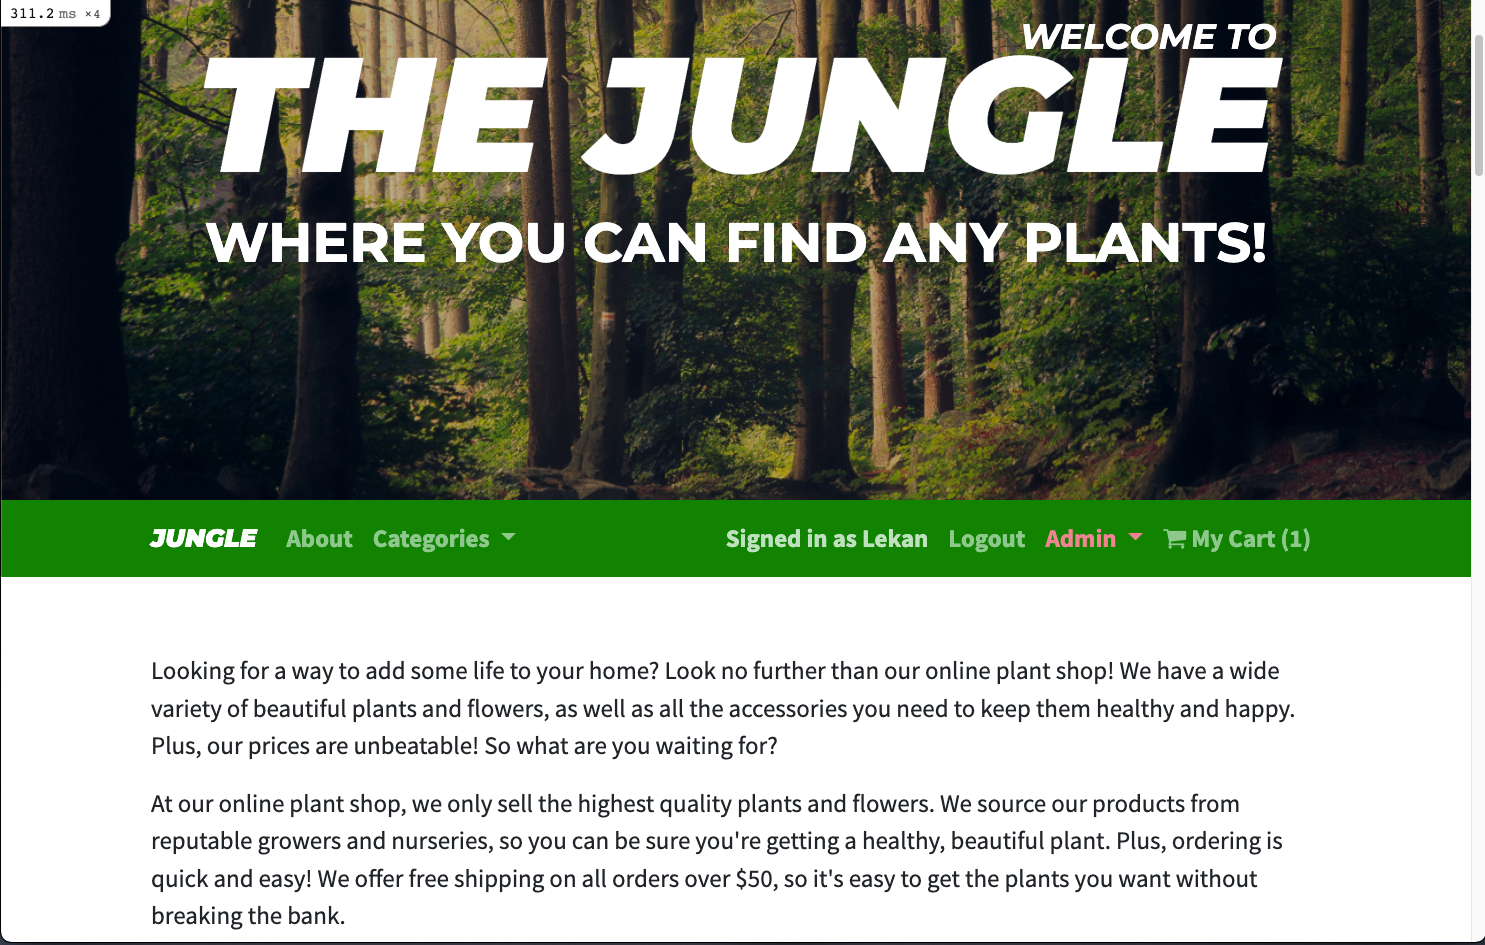 311.2 ms ×4
WELCOME TO
THE JUNGLE
WHERE YOU CAN FIND ANY PLANTS!
JUNGLE About Categories Signed in as Lekan Logout Admin My Cart (1)
Looking for a way to add some life to your home? Look no further than our online plant shop! We have a wide
variety of beautiful plants and flowers, as well as all the accessories you need to keep them healthy and happy.
Plus, our prices are unbeatable! So what are you waiting for?
At our online plant shop, we only sell the highest quality plants and flowers. We source our products from
reputable growers and nurseries, so you can be sure you're getting a healthy, beautiful plant. Plus, ordering is
quick and easy! We offer free shipping on all orders over $50, so it's easy to get the plants you want without
breaking the bank.